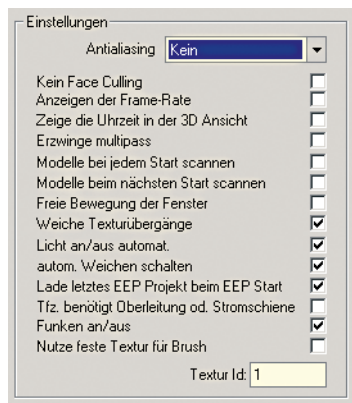 Einstellungen
Antialiasing Kein
Kein Face Culling
Anzeigen der Frame-Rate
Zeige die Uhrzeit in der 3D Ansicht
Erzwinge multipass
Modelle bei jedem Start scannen
Modelle beim nächsten Start scannen
Freie Bewegung der Fenster
Weiche Texturübergänge
Licht an/aus automat.
autom. Weichen schalten
Lade letztes EEP Projekt beim EEP Start
Tfz. benötigt Oberleitung od. Stromschiene
Funken an/aus
Nutze feste Textur für Brush
Textur Id: 1